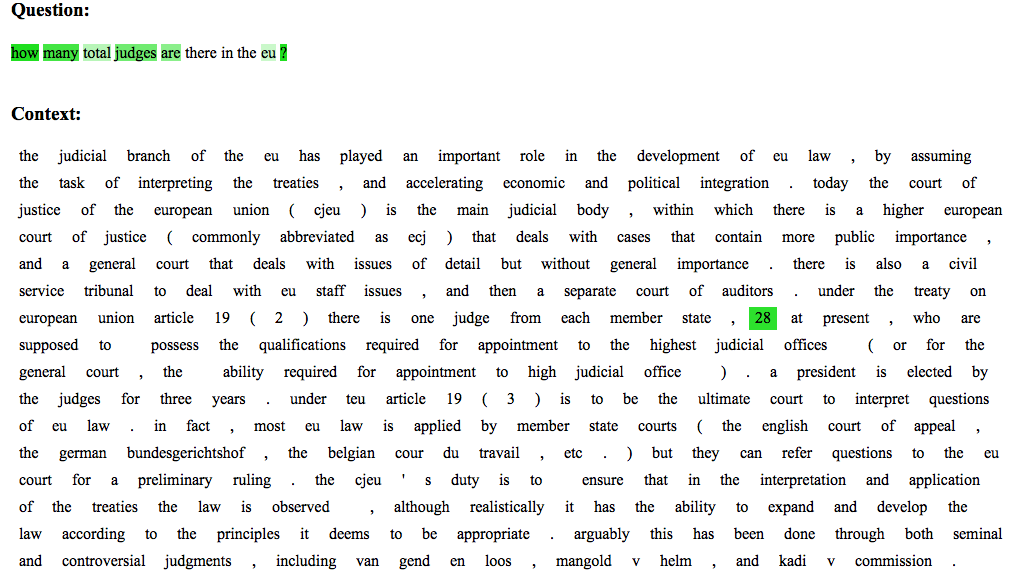 Question:
how many total judges are there in the eu ?
Context:
the judicial branch of the eu has played an important role in the development of eu law , by assuming
the task of interpreting the treaties , and accelerating economic and political integration . today the court of
justice of the european union ( cjeu ) is the main judicial body , within which there is a higher european
court of justice ( commonly abbreviated as ecj ) that deals with cases that contain more public importance ,
and a general court that deals with issues of detail but without general importance . there is also a civil
service tribunal to deal with eu staff issues , and then a separate court of auditors . under the treaty on
european union article 19 ( 2 ) there is one judge from each member state , 28 at present , who are
supposed to possess the qualifications required for appointment to the highest judicial offices ( or for the
general court , the ability required for appointment to high judicial office ) . a president is elected by
the judges for three years . under teu article 19 ( 3 ) is to be the ultimate court to interpret questions
of eu law . in fact , most eu law is applied by member state courts ( the english court of appeal ,
the german bundesgerichtshof , the belgian cour du travail , etc . ) but they can refer questions to the eu
court for a preliminary ruling . the cjeu ' s duty is to ensure that in the interpretation and application
of the treaties the law is observed , although realistically it has the ability to expand and develop the
law according to the principles it deems to be appropriate . arguably this has been done through both seminal
and controversial judgments , including van gend en loos , mangold v helm , and kadi v commission .